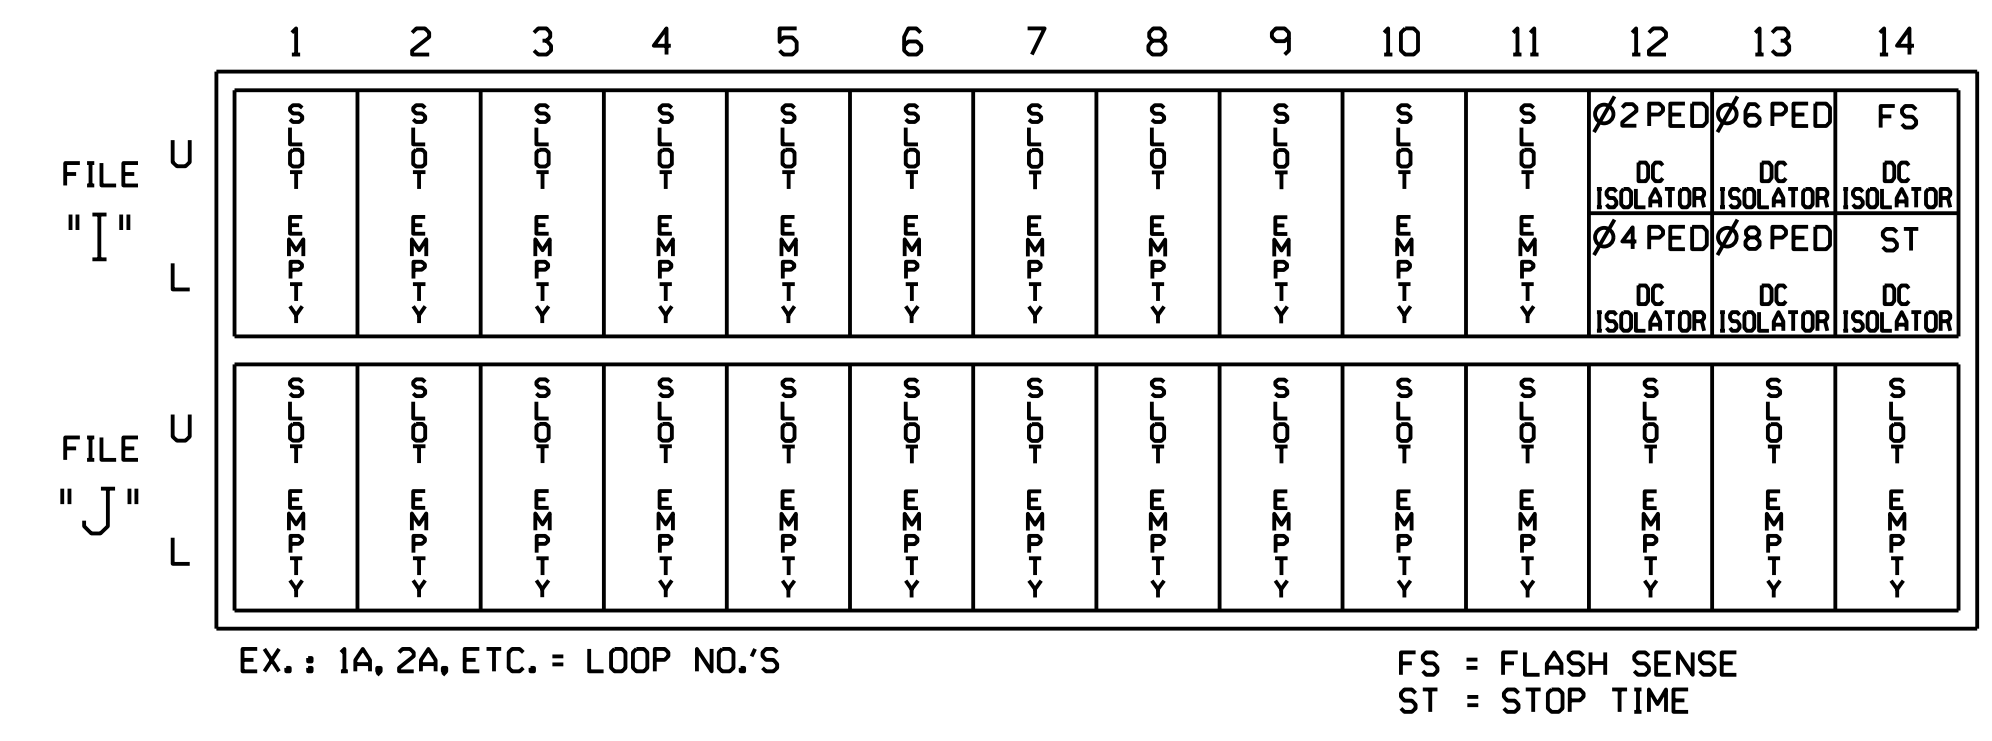 1 2 3 4 5 6 7 8 9 10 11 12 13 14
FILE "I"
U
L
SLOT EMPTY
SLOT EMPTY
SLOT EMPTY
SLOT EMPTY
SLOT EMPTY
SLOT EMPTY
SLOT EMPTY
SLOT EMPTY
SLOT EMPTY
SLOT EMPTY
SLOT EMPTY
Ø2 PED
DC
ISOLATOR
Ø4 PED
DC
ISOLATOR
Ø6 PED
DC
ISOLATOR
Ø8 PED
DC
ISOLATOR
FS
DC
ISOLATOR
ST
DC
ISOLATOR
FILE "J"
U
L
SLOT EMPTY
SLOT EMPTY
SLOT EMPTY
SLOT EMPTY
SLOT EMPTY
SLOT EMPTY
SLOT EMPTY
SLOT EMPTY
SLOT EMPTY
SLOT EMPTY
SLOT EMPTY
SLOT EMPTY
SLOT EMPTY
SLOT EMPTY
EX.: 1A, 2A, ETC. = LOOP NO.'S
FS = FLASH SENSE
ST = STOP TIME